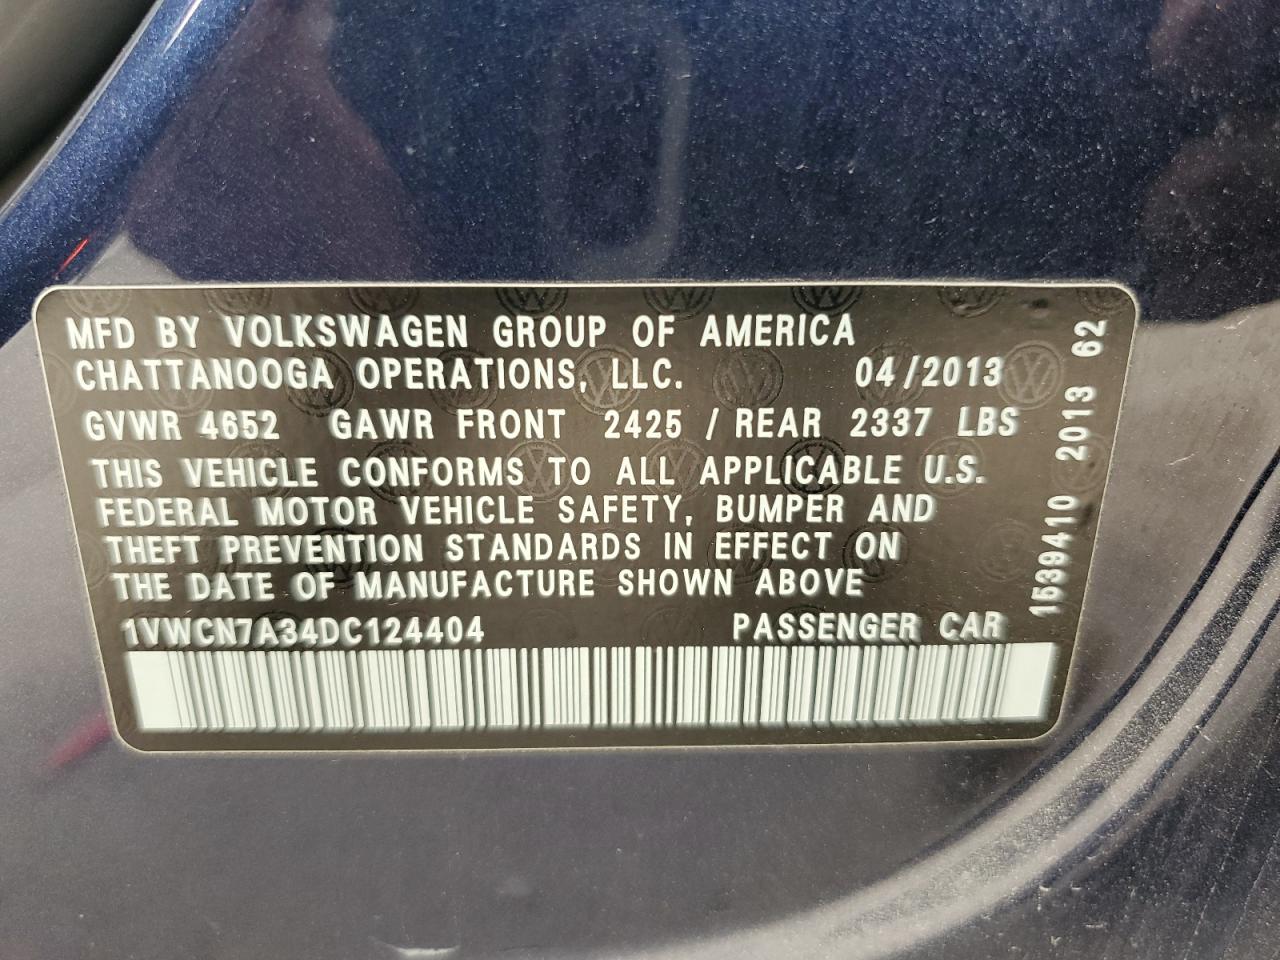 MFD BY VOLKSWAGEN GROUP OF AMERICA
CHATTANOOGA OPERATIONS, LLC. 04/2013
GVWR 4652 GAWR FRONT 2425 / REAR 2337 LBS
THIS VEHICLE CONFORMS TO ALL APPLICABLE U.S.
FEDERAL MOTOR VEHICLE SAFETY, BUMPER AND
THEFT PREVENTION STANDARDS IN EFFECT ON
THE DATE OF MANUFACTURE SHOWN ABOVE
1VWCN7A34DC124404 PASSENGER CAR
1539410 2013 62